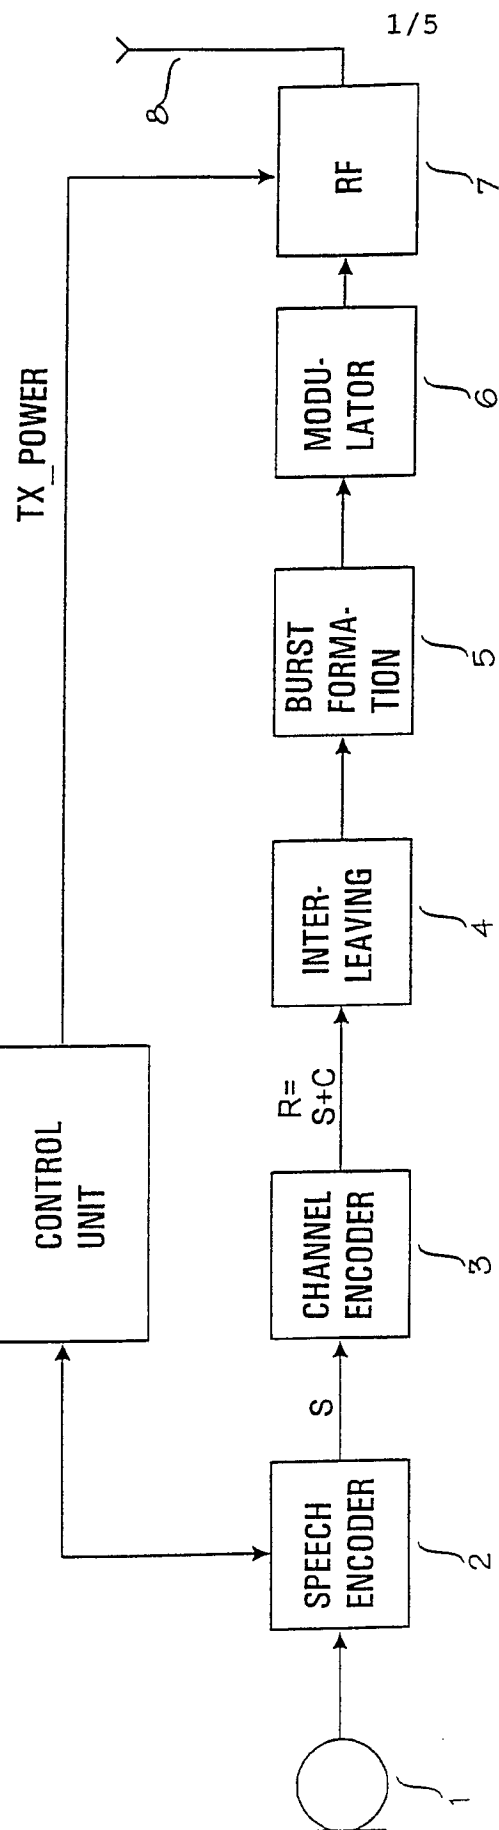 1/5
TX_POWER
CONTROL
UNIT
1
SPEECH
ENCODER
2
S
CHANNEL
ENCODER
3
R=
S+C
INTER-
LEAVING
4
BURST
FORMA-
TION
5
MODU-
LATOR
6
RF
7
8